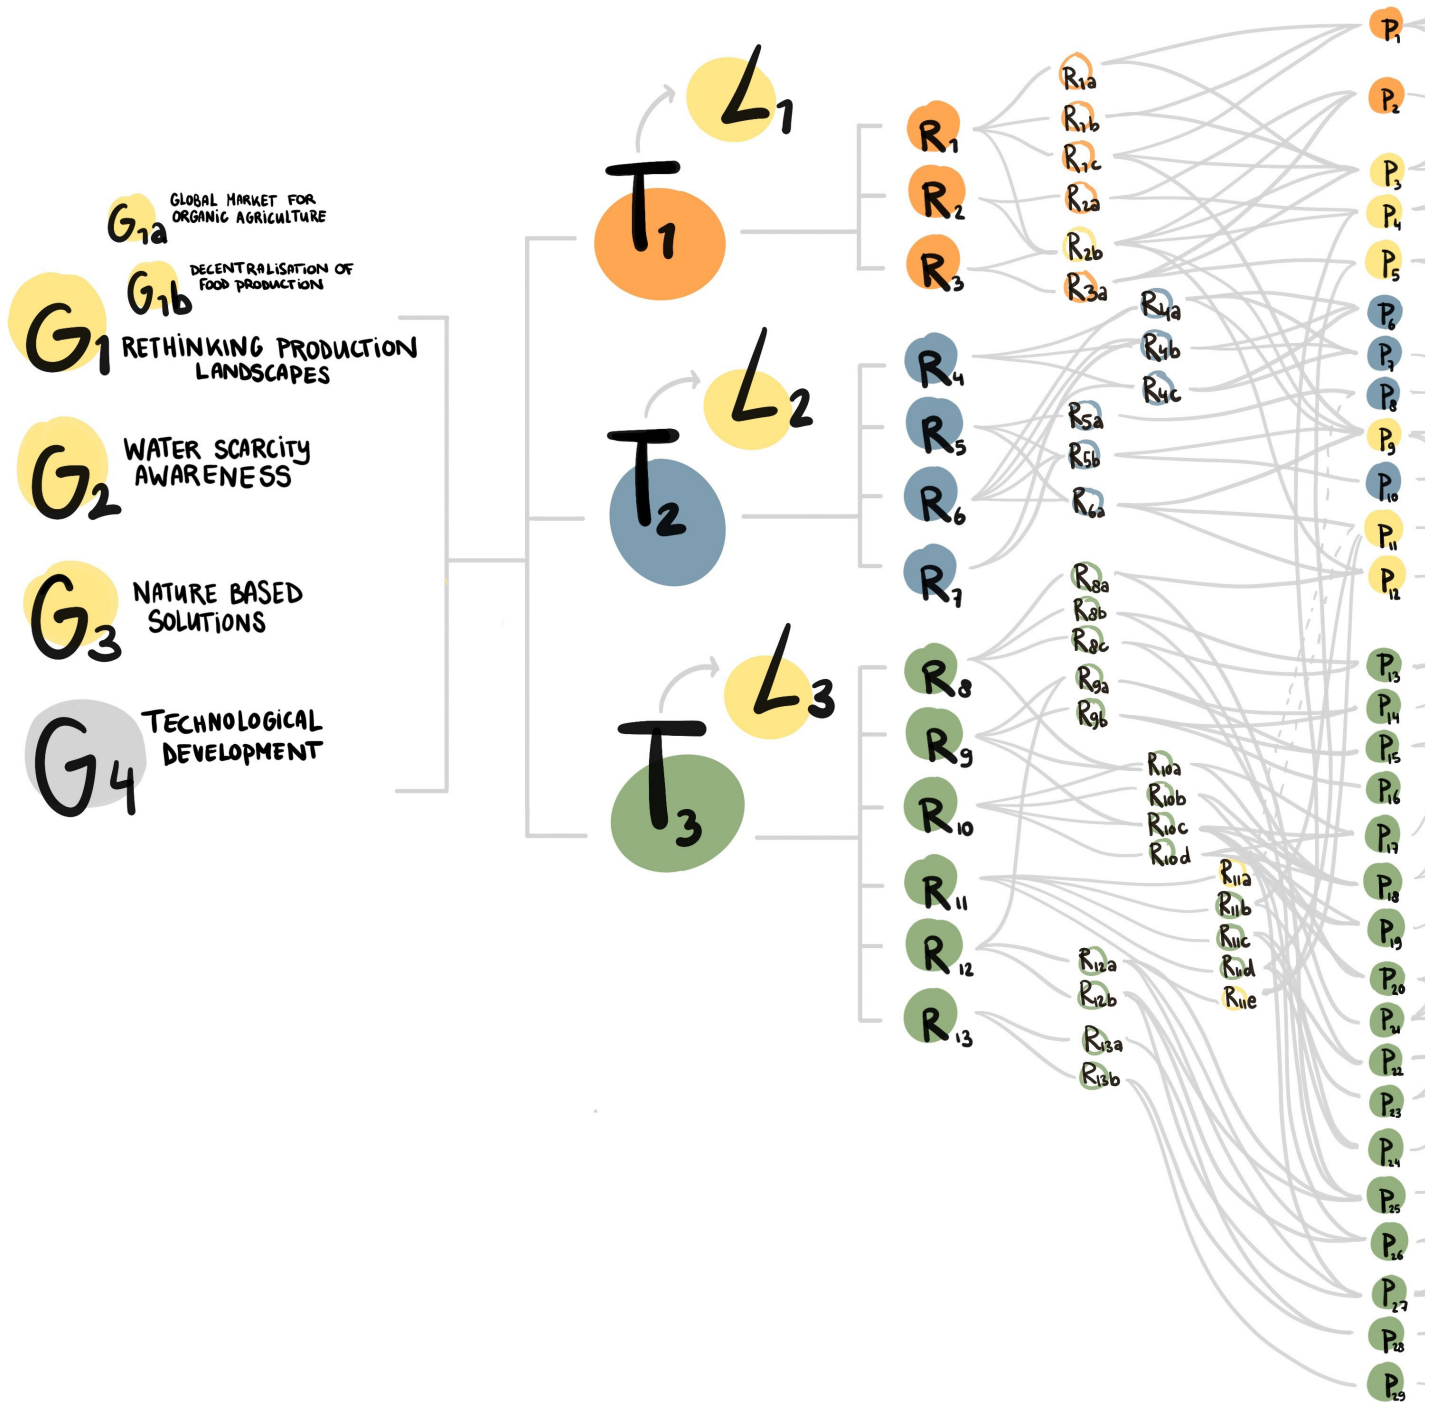 G1a GLOBAL MARKET FOR
ORGANIC AGRICULTURE
G1b DECENTRALISATION OF
FOOD PRODUCTION
G1 RETHINKING PRODUCTION
LANDSCAPES
G2 WATER SCARCITY
AWARENESS
G3 NATURE BASED
SOLUTIONS
G4 TECHNOLOGICAL
DEVELOPMENT
L1
T1
L2
T2
L3
T3
R1
R2
R3
R4
R5
R6
R7
R8
R9
R10
R11
R12
R13
R1a
R1b
R1c
R2a
R2b
R3a
R4a
R4b
R4c
R5a
R5b
R6a
R8a
R8b
R8c
R9a
R9b
R10a
R10b
R10c
R10d
R11a
R11b
R11c
R11d
R11e
R12a
R12b
R13a
R13b
P1
P2
P3
P4
P5
P6
P7
P8
P9
P10
P11
P12
P13
P14
P15
P16
P17
P18
P19
P20
P21
P22
P23
P24
P25
P26
P27
P28
P29